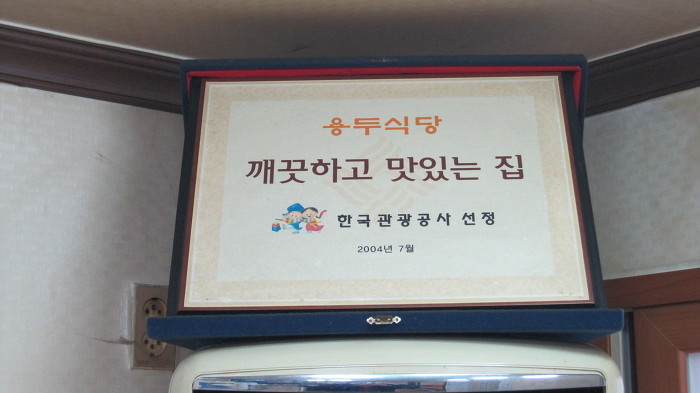 용두식당
깨끗하고 맛있는 집
한국관광공사 선정
2004년 7월